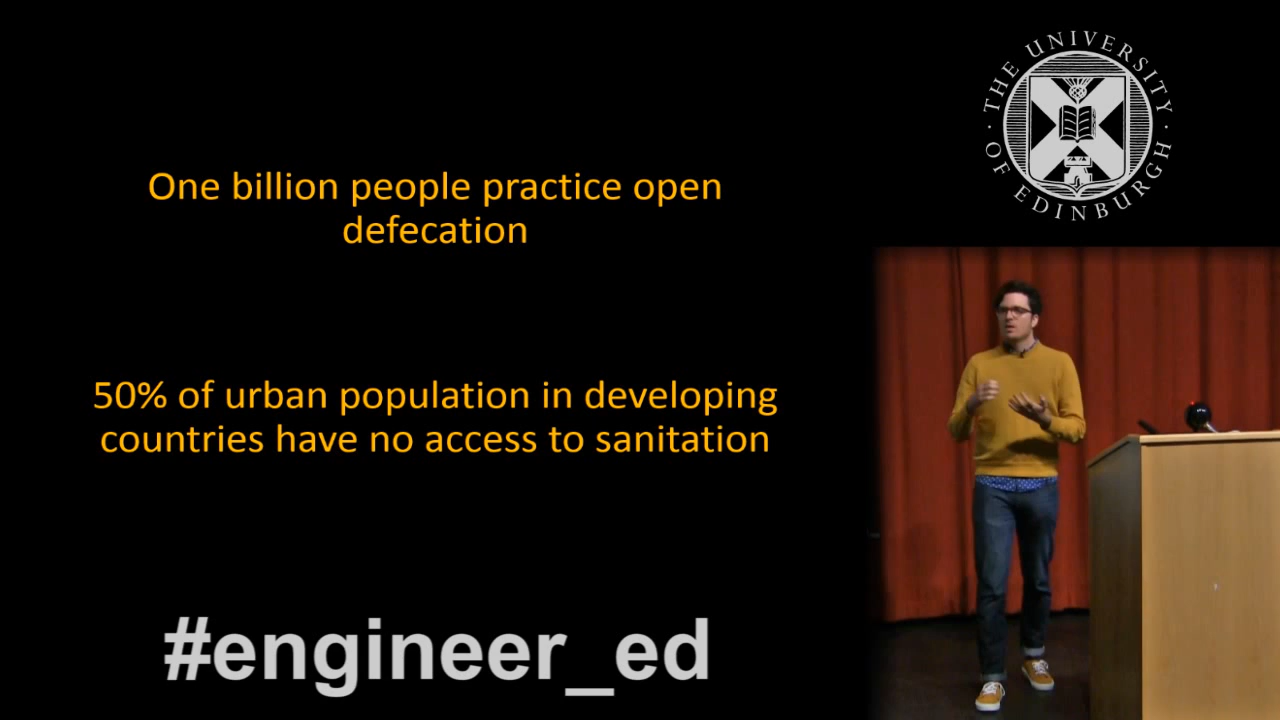 One billion people practice open
defecation
50% of urban population in developing
countries have no access to sanitation
#engineer_ed
THE UNIVERSITY
OF EDINBURGH